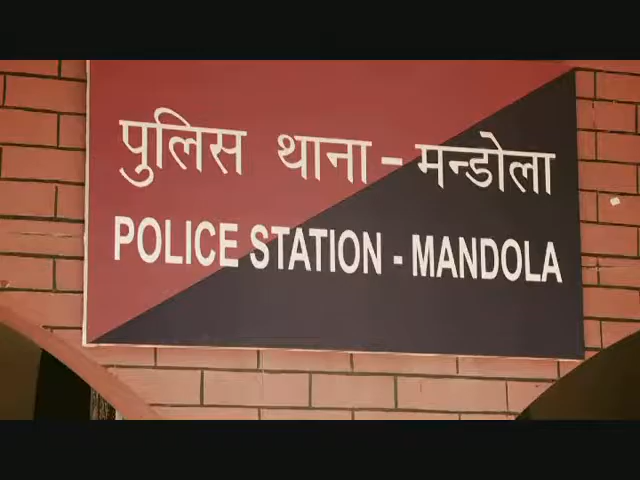 पुलिस थाना - मन्डोला
POLICE STATION - MANDOLA